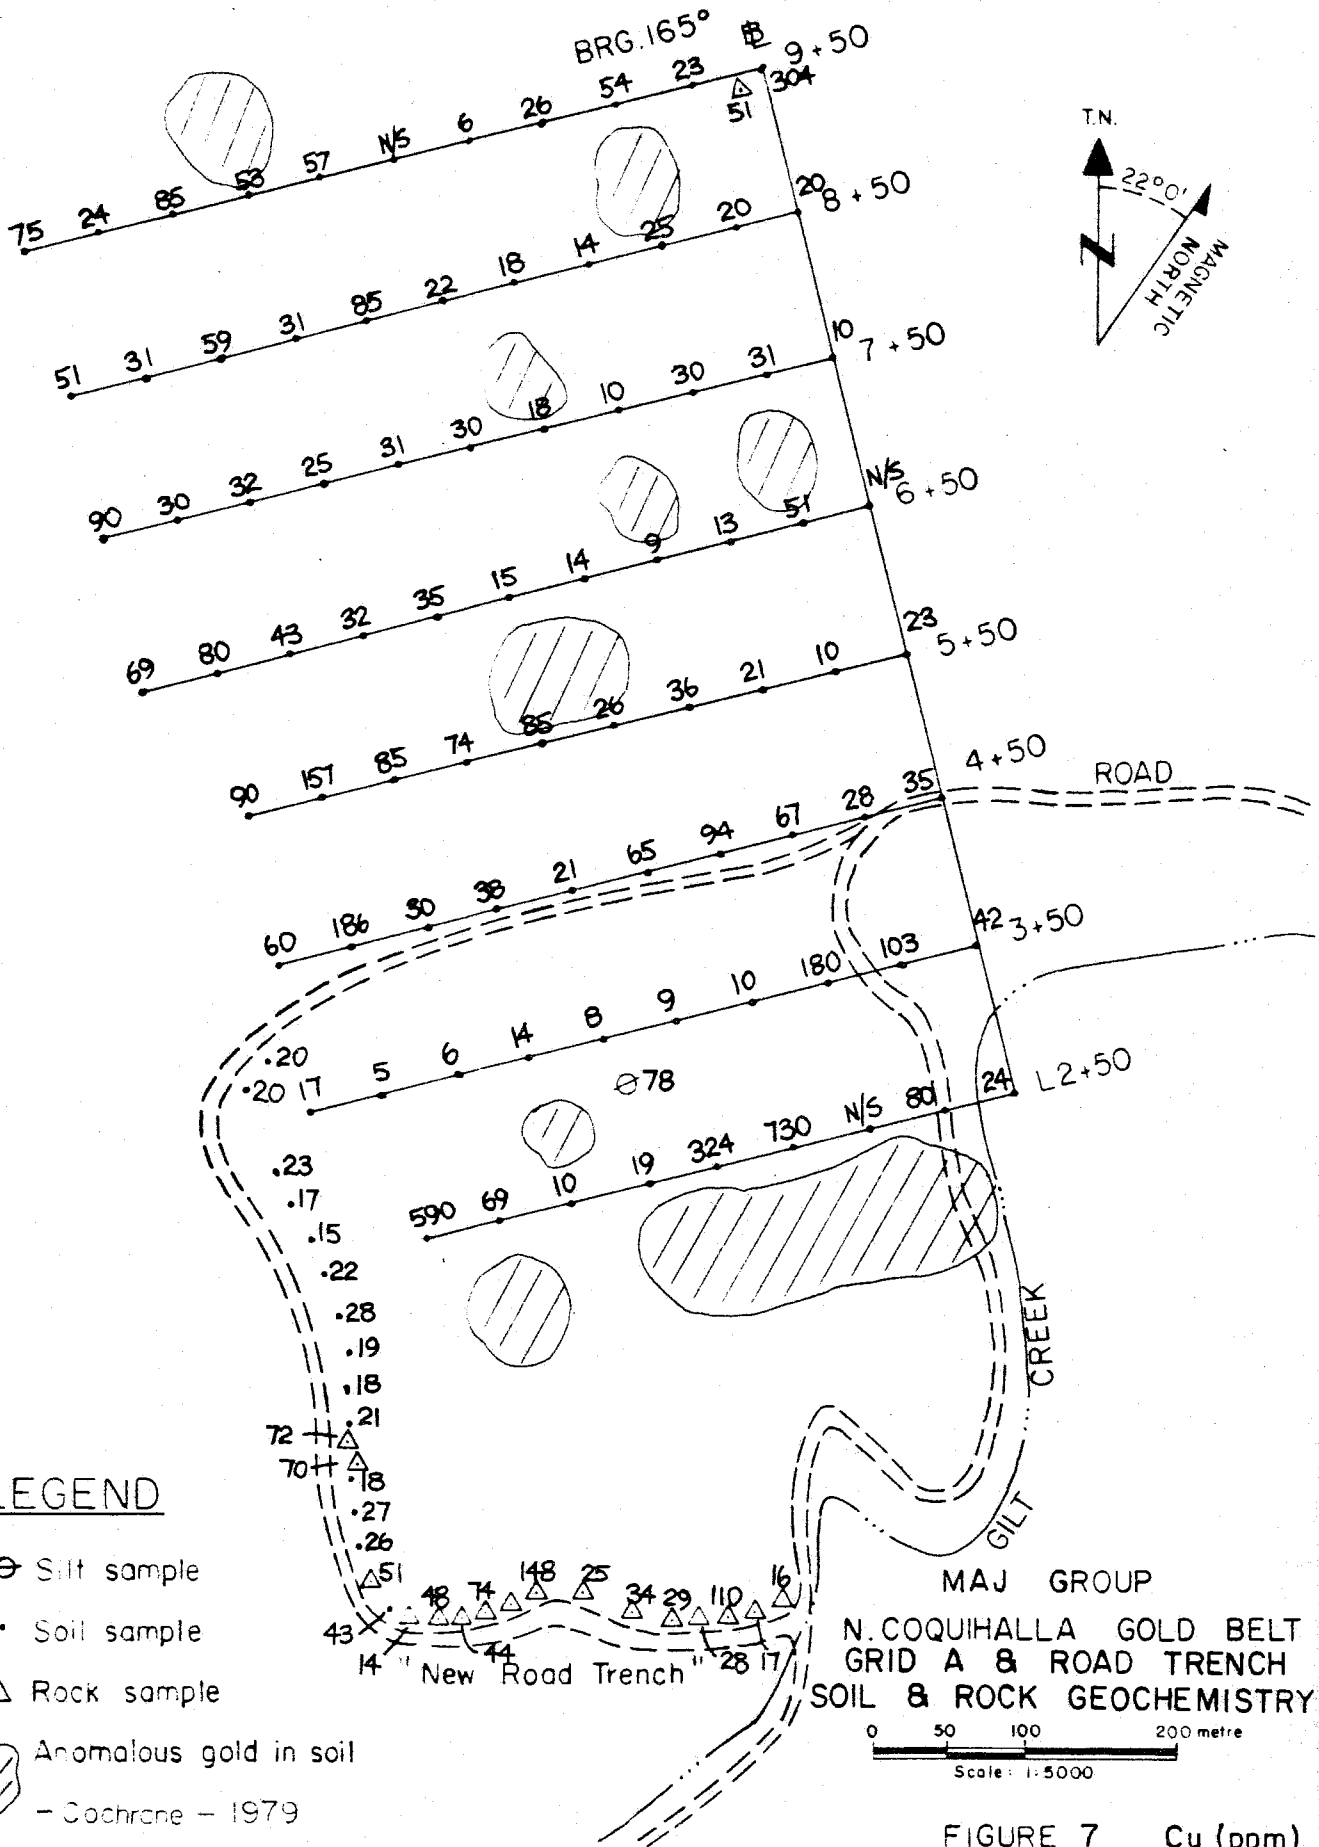 BRG. 165° BL 9+50
75 24 85 53 57 N/S 6 26 54 23 304
51
T.N.
22°0'
MAGNETIC
NORTH
N
51 31 59 31 85 22 18 14 25 20 20 8+50
90 30 32 25 31 30 18 10 30 31 10 7+50
69 80 43 32 35 15 14 9 13 51 N/S 6+50
90 157 85 74 85 26 36 21 10 23 5+50
60 186 30 38 21 65 94 67 28 35 4+50
ROAD
17 5 6 14 8 9 10 180 103 42 3+50
78
590 69 10 19 324 730 N/S 80 24 L2+50
20
20
23
17
15
22
28
19
18
21
72
70
18
27
26
51
43
14
48
44
74
148
25
34
29
28
110
17
16
"New Road Trench"
GILT CREEK
LEGEND
Silt sample
Soil sample
Rock sample
Anomalous gold in soil
- Cochrane - 1979
MAJ GROUP
N. COQUIHALLA GOLD BELT
GRID A & ROAD TRENCH
SOIL & ROCK GEOCHEMISTRY
0 50 100 200 metre
Scale: 1:5000
FIGURE 7 Cu (ppm)